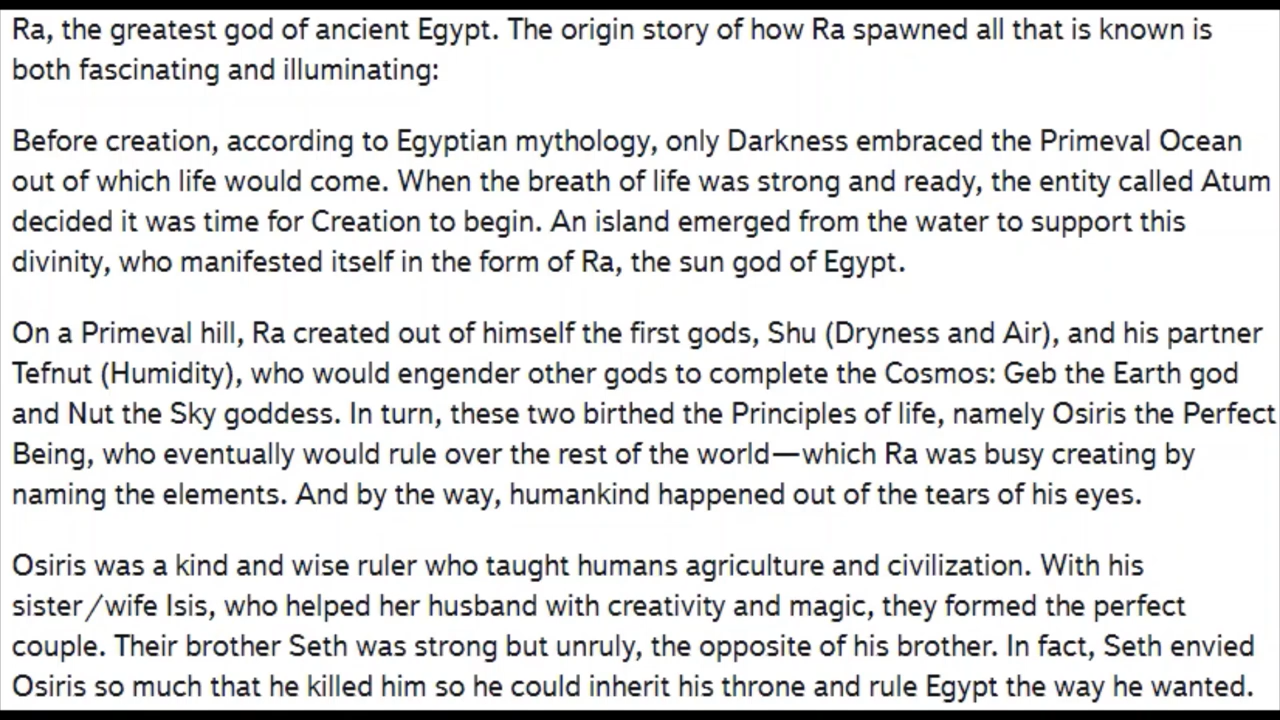 Ra, the greatest god of ancient Egypt. The origin story of how Ra spawned all that is known is
both fascinating and illuminating:
Before creation, according to Egyptian mythology, only Darkness embraced the Primeval Ocean
out of which life would come. When the breath of life was strong and ready, the entity called Atum
decided it was time for Creation to begin. An island emerged from the water to support this
divinity, who manifested itself in the form of Ra, the sun god of Egypt.
On a Primeval hill, Ra created out of himself the first gods, Shu (Dryness and Air), and his partner
Tefnut (Humidity), who would engender other gods to complete the Cosmos: Geb the Earth god
and Nut the Sky goddess. In turn, these two birthed the Principles of life, namely Osiris the Perfect
Being, who eventually would rule over the rest of the world—which Ra was busy creating by
naming the elements. And by the way, humankind happened out of the tears of his eyes.
Osiris was a kind and wise ruler who taught humans agriculture and civilization. With his
sister/wife Isis, who helped her husband with creativity and magic, they formed the perfect
couple. Their brother Seth was strong but unruly, the opposite of his brother. In fact, Seth envied
Osiris so much that he killed him so he could inherit his throne and rule Egypt the way he wanted.